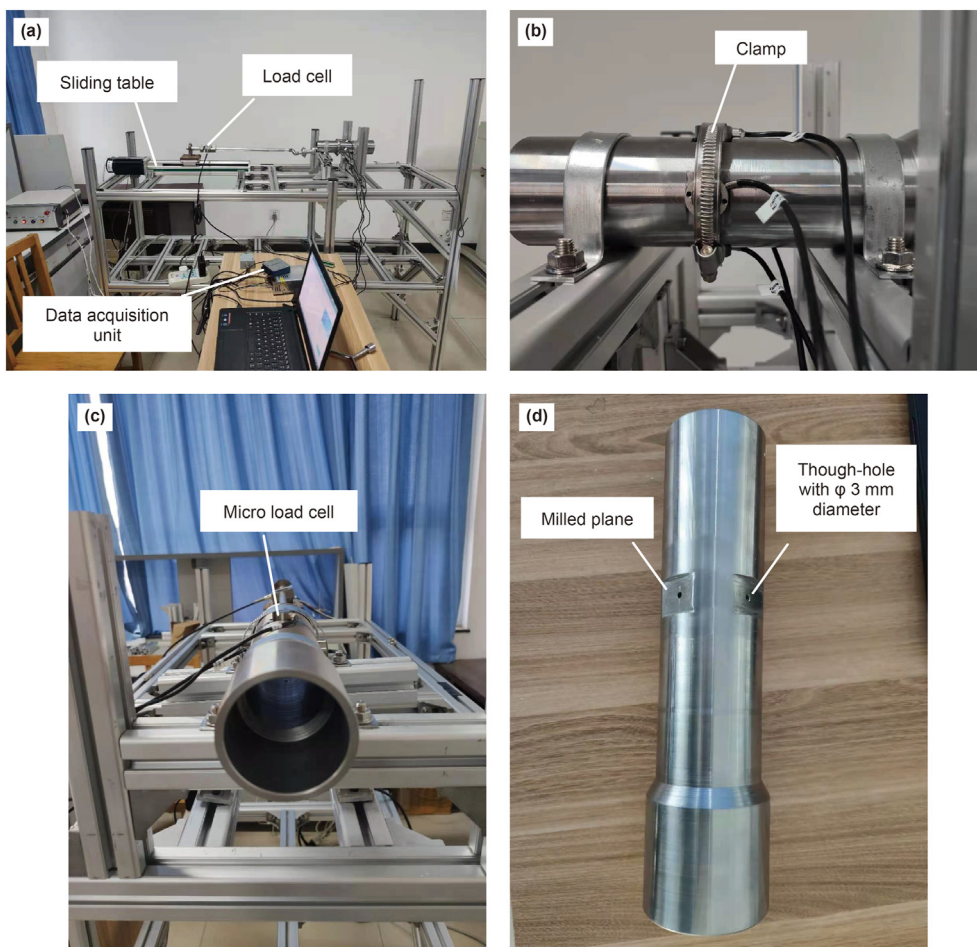 (a)
Load cell
Sliding table
Data acquisition
unit
(b)
Clamp
(c)
Micro load cell
(d)
Though-hole
with φ 3 mm
diameter
Milled plane